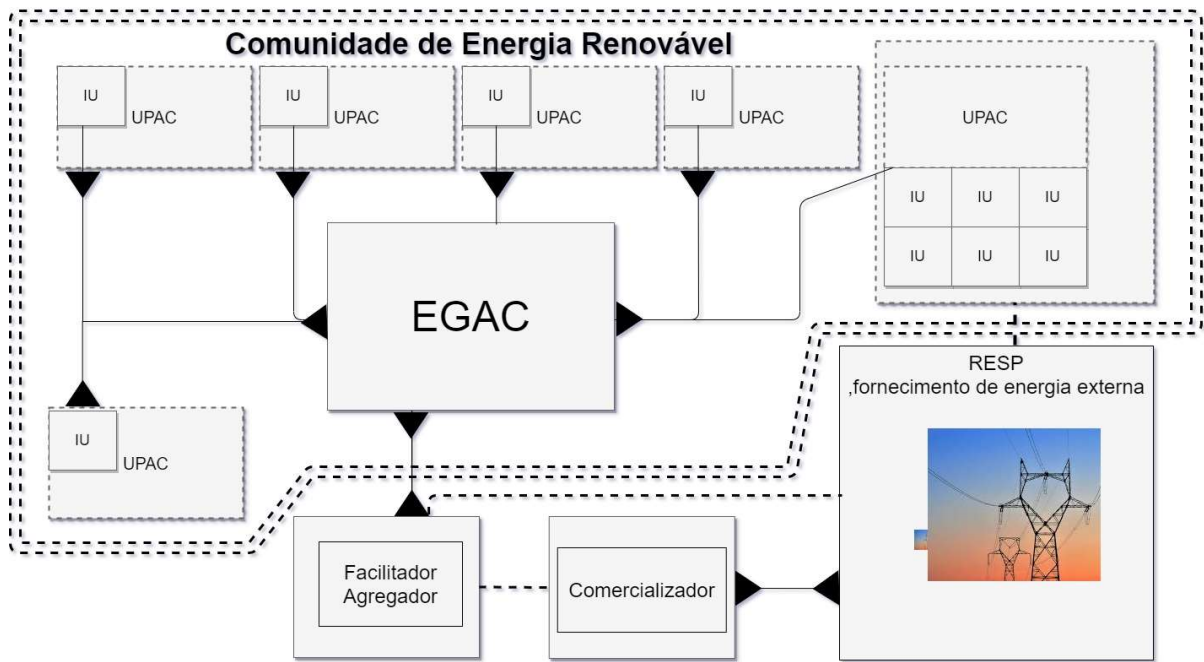 Comunidade de Energia Renovável
IU
UPAC
IU
UPAC
IU
UPAC
IU
UPAC
UPAC
IU
IU
IU
IU
IU
IU
EGAC
IU
UPAC
RESP
,fornecimento de energia externa
Facilitador
Agregador
Comercializador